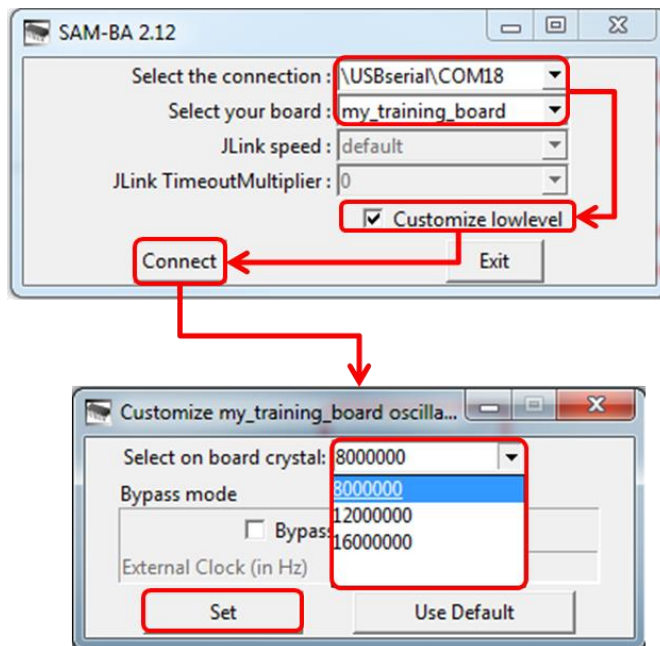 SAM-BA 2.12
Select the connection : \USBserial\COM18
Select your board : my_training_board
JLink speed : default
JLink TimeoutMultiplier : 0
Customize lowlevel
Connect Exit
Customize my_training_board oscilla...
Select on board crystal: 8000000
Bypass mode 8000000
12000000
Bypass 16000000
External Clock (in Hz)
Set Use Default